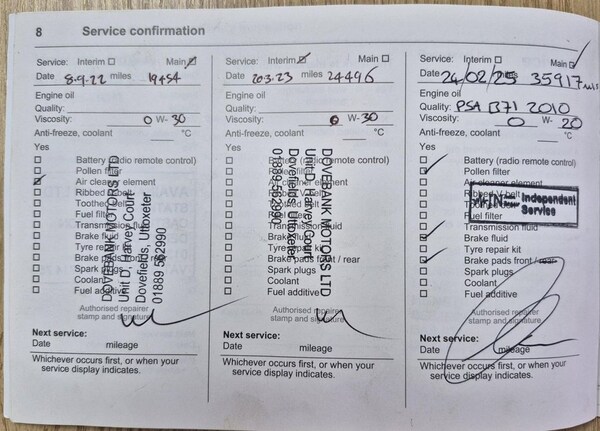 8 Service confirmation
Service: Interim Main
Date 8-9-22 miles 19454
Engine oil
Quality:
Viscosity: 0 W- 30
Anti-freeze, coolant °C
Yes
Battery (radio remote control)
Pollen filter
Air cleaner element
Ribbed V-belt
Toothed belt
Fuel filter
Transmission fluid
Brake fluid
Tyre repair kit
Brake pads front / rear
Spark plugs
Coolant
Fuel additive
DOVEBANK MOTORS LTD
Unit D, Harvey Court
Dovefields, Uttoxeter
01889 562990
Authorised repairer
stamp and signature
Next service:
Date mileage
Whichever occurs first, or when your
service display indicates.
Service: Interim Main
Date 20.3.23 miles 24496
Engine oil
Quality:
Viscosity: 0 W- 30
Anti-freeze, coolant °C
Yes
Battery (radio remote control)
Pollen filter
Air cleaner element
Ribbed V-belt
Toothed belt
Fuel filter
Transmission fluid
Brake fluid
Tyre repair kit
Brake pads front / rear
Spark plugs
Coolant
Fuel additive
DOVEBANK MOTORS LTD
Unit D, Harvey Court
Dovefields, Uttoxeter
01889 562990
Authorised repairer
stamp and signature
Next service:
Date mileage
Whichever occurs first, or when your
service display indicates.
Service: Interim Main
Date 24/02/25 miles 35917
Engine oil
Quality: PSA B71 2010
Viscosity: 0 W- 20
Anti-freeze, coolant °C
Yes
Battery (radio remote control)
Pollen filter
Air cleaner element
Ribbed V-belt
Toothed belt
Fuel filter
Independent
Service
Transmission fluid
Brake fluid
Tyre repair kit
Brake pads front / rear
Spark plugs
Coolant
Fuel additive
Authorised repairer
stamp and signature
Next service:
Date mileage
Whichever occurs first, or when your
service display indicates.